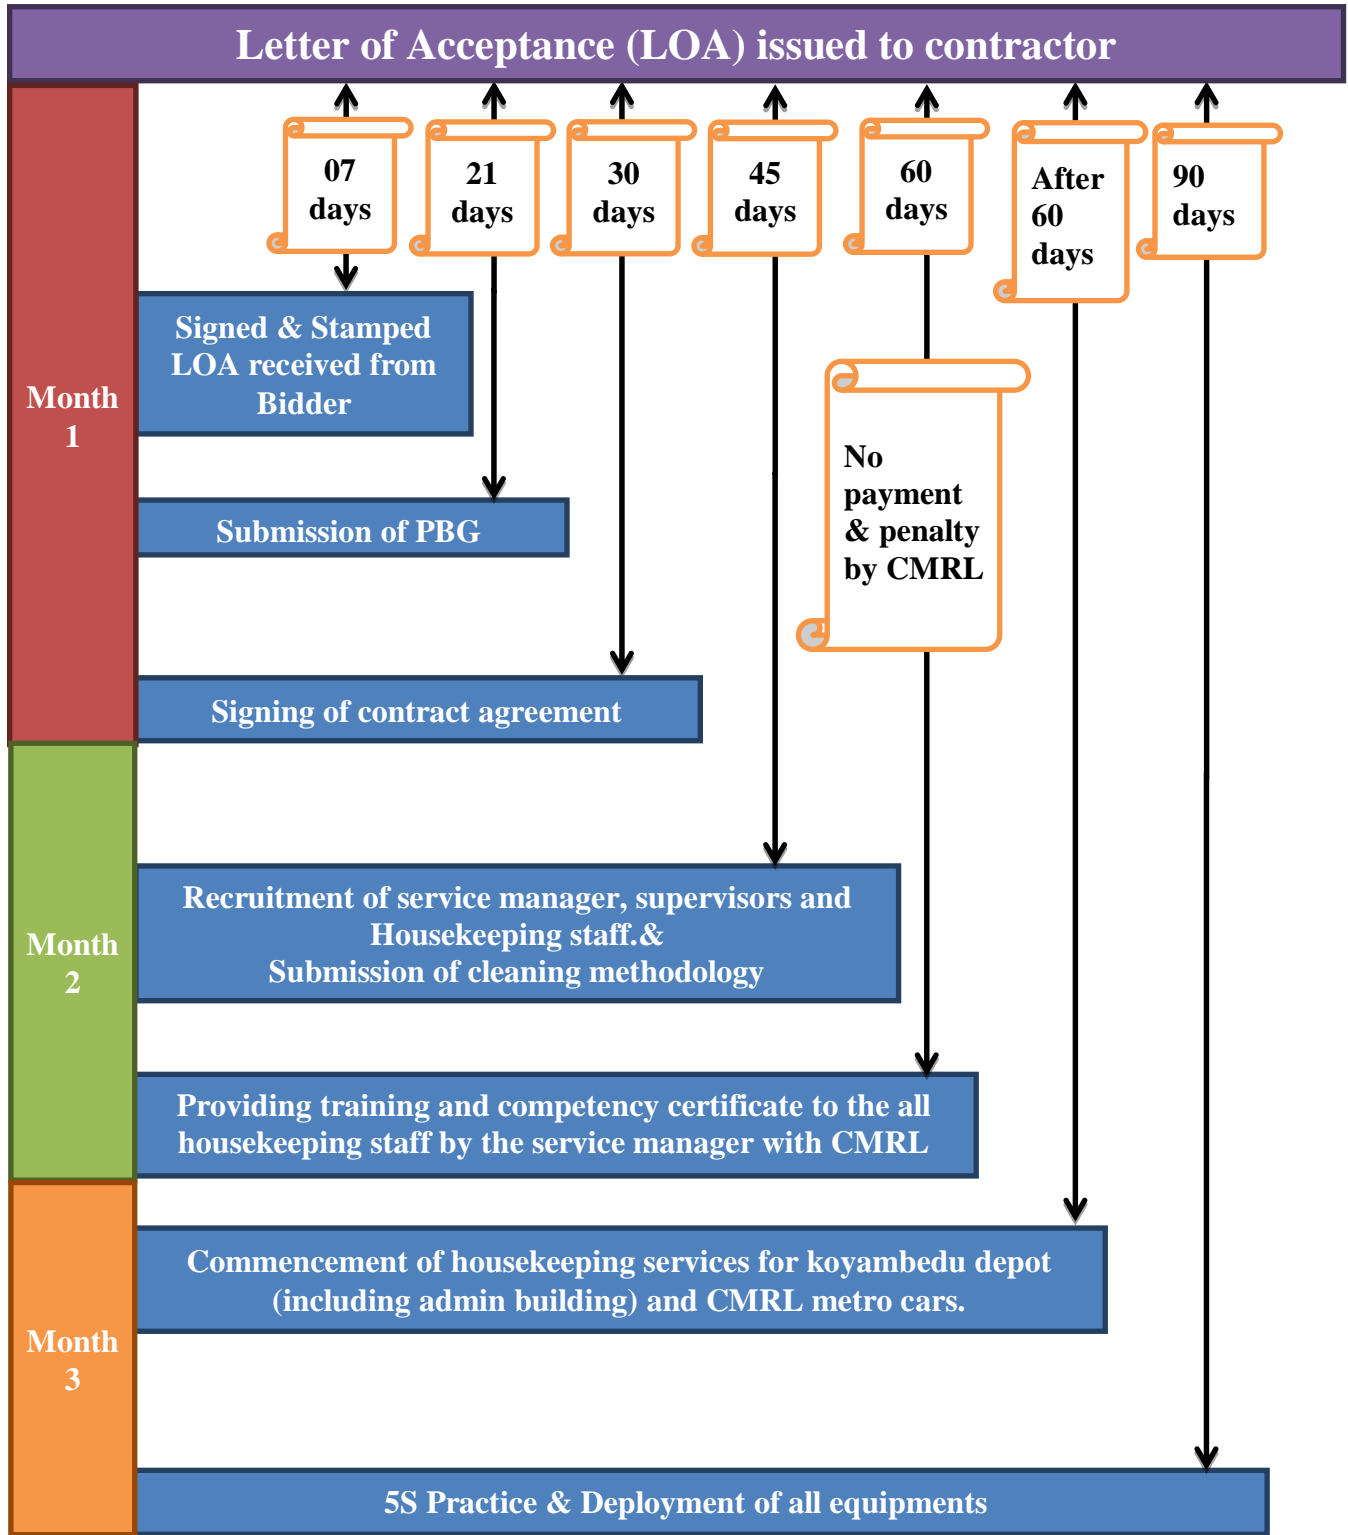 Letter of Acceptance (LOA) issued to contractor
07
days
21
days
30
days
45
days
60
days
After
60
days
90
days
Month
1
Signed & Stamped
LOA received from
Bidder
No
payment
& penalty
by CMRL
Submission of PBG
Signing of contract agreement
Month
2
Recruitment of service manager, supervisors and
Housekeeping staff.&
Submission of cleaning methodology
Providing training and competency certificate to the all
housekeeping staff by the service manager with CMRL
Month
3
Commencement of housekeeping services for koyambedu depot
(including admin building) and CMRL metro cars.
5S Practice & Deployment of all equipments